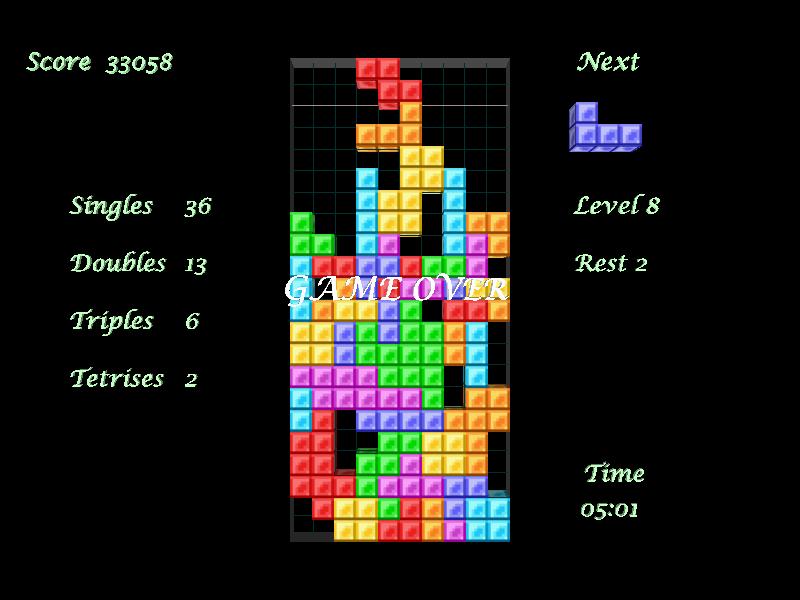 Score 33058
Next
Singles 36
Level 8
Doubles 13
Rest 2
GAME OVER
Triples 6
Tetrises 2
Time
05:01